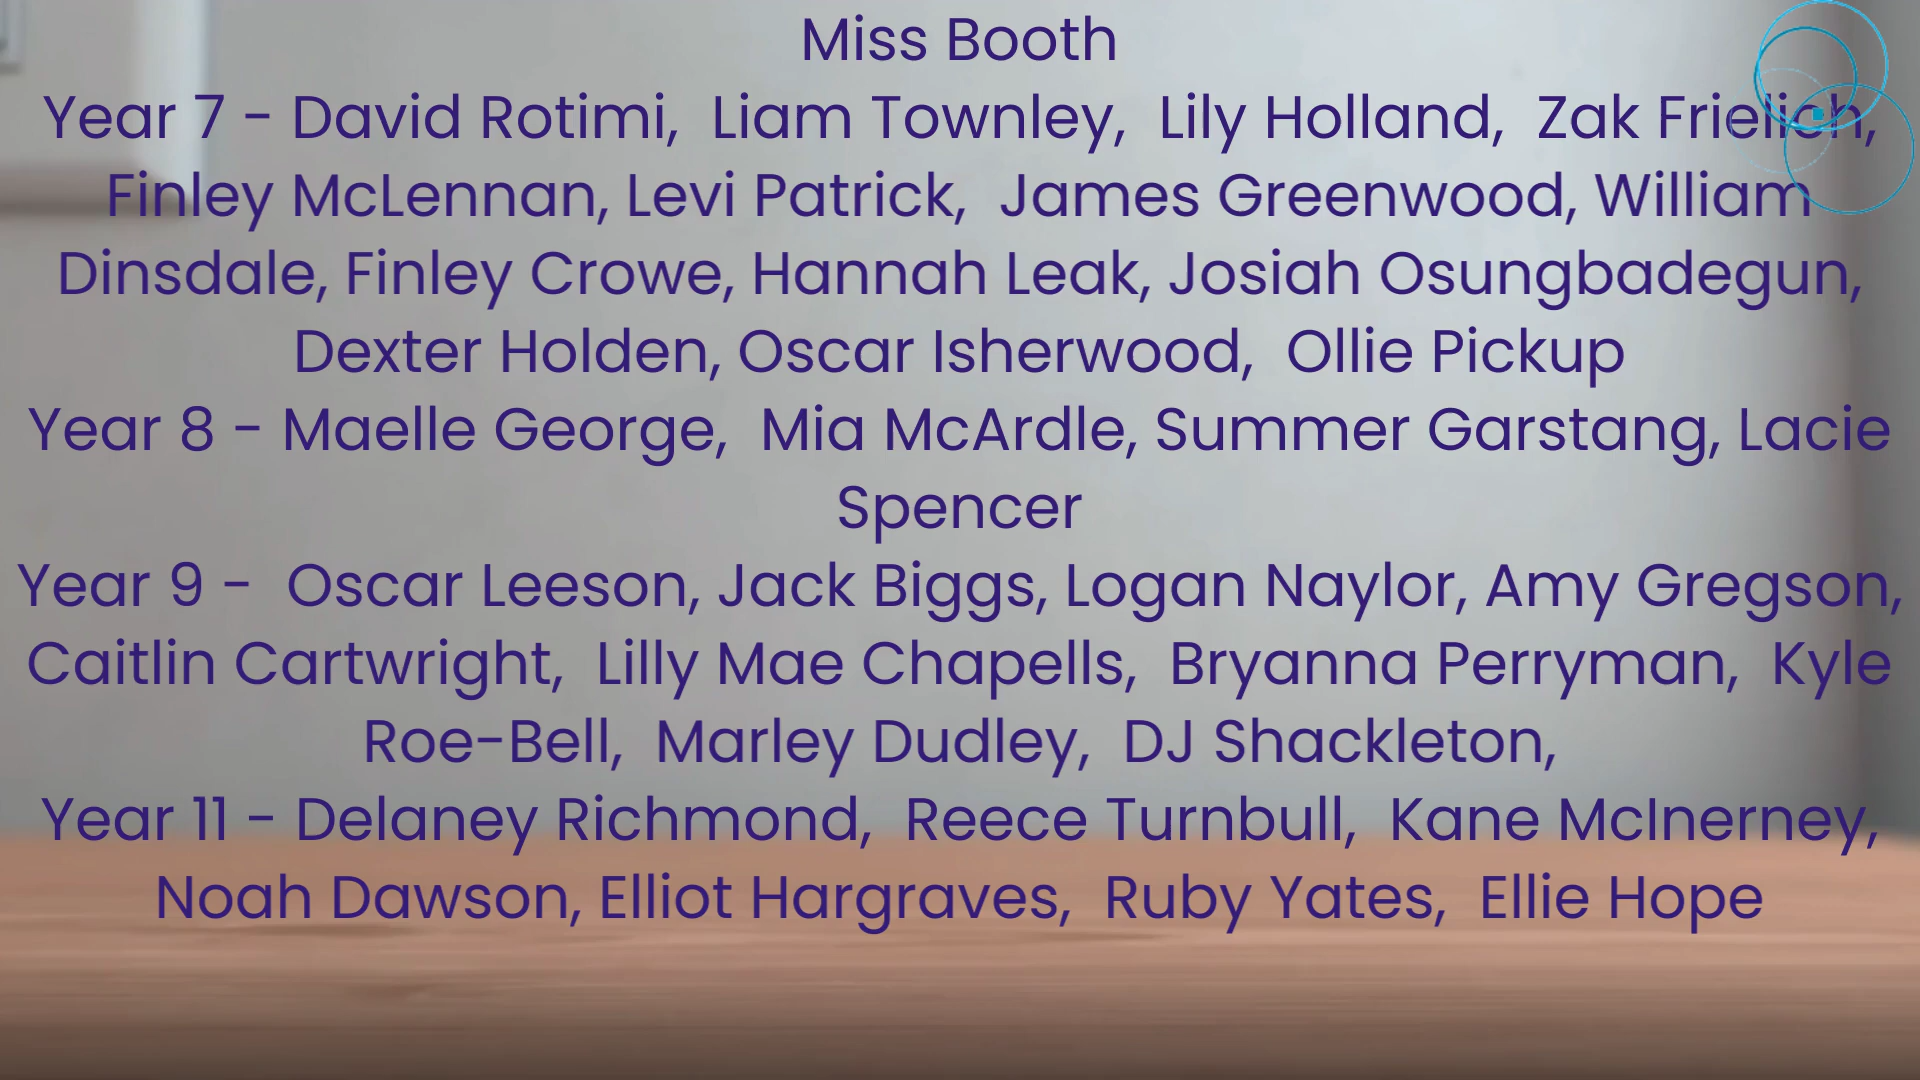 Miss Booth
Year 7 - David Rotimi,  Liam Townley,  Lily Holland,  Zak Frielich,
Finley McLennan, Levi Patrick,  James Greenwood, William
Dinsdale, Finley Crowe, Hannah Leak, Josiah Osungbadegun,
Dexter Holden, Oscar Isherwood,  Ollie Pickup
Year 8 - Maelle George,  Mia McArdle, Summer Garstang, Lacie
Spencer
Year 9 -  Oscar Leeson, Jack Biggs, Logan Naylor, Amy Gregson,
Caitlin Cartwright,  Lilly Mae Chapells,  Bryanna Perryman,  Kyle
Roe-Bell,  Marley Dudley,  DJ Shackleton,
Year 11 - Delaney Richmond,  Reece Turnbull,  Kane McInerney,
Noah Dawson, Elliot Hargraves,  Ruby Yates,  Ellie Hope